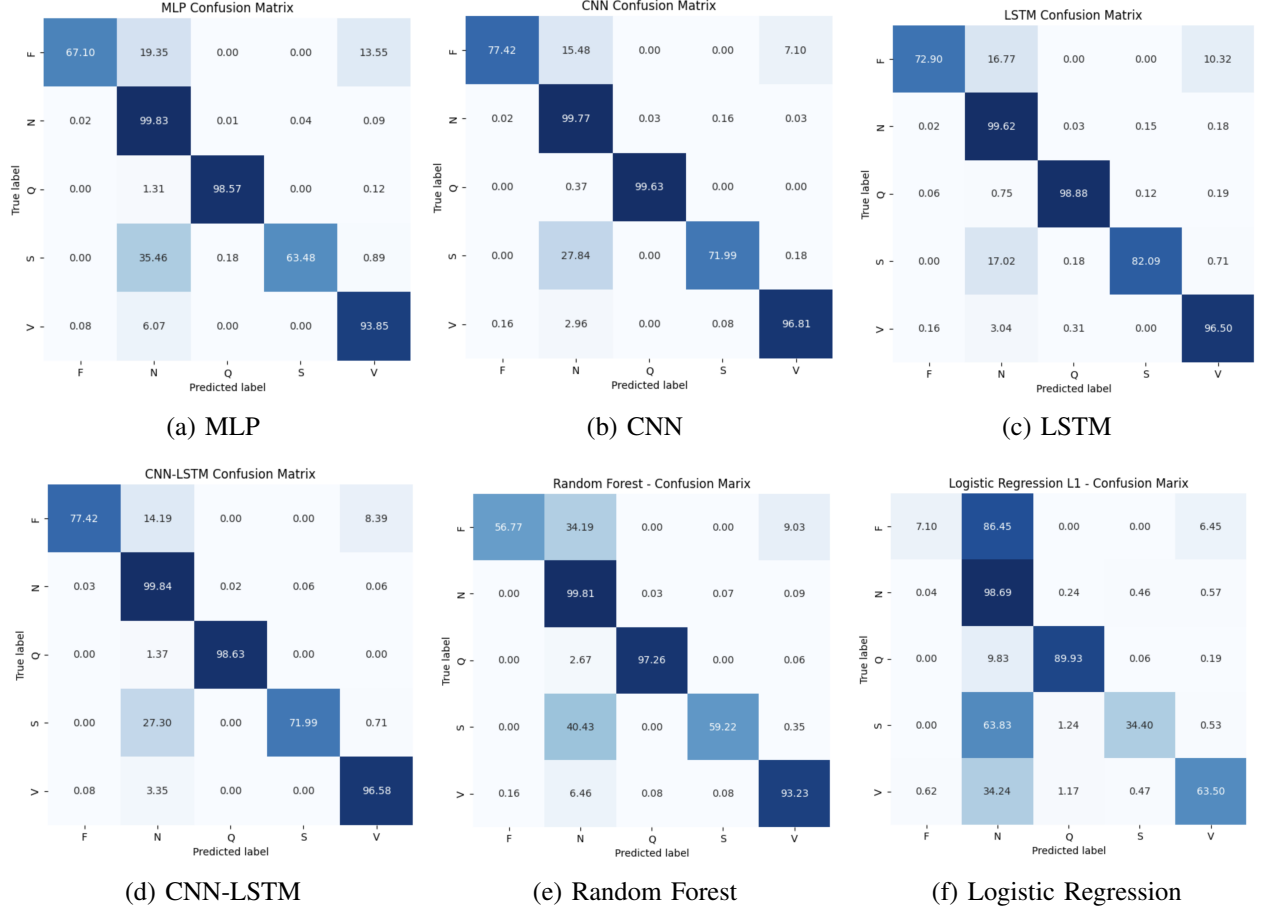 MLP Confusion Matrix
F 67.10 19.35 0.00 0.00 13.55
N 0.02 99.83 0.01 0.04 0.09
Q 0.00 1.31 98.57 0.00 0.12
S 0.00 35.46 0.18 63.48 0.89
V 0.08 6.07 0.00 0.00 93.85
F N Q S V
True label
Predicted label
(a) MLP
CNN Confusion Matrix
F 77.42 15.48 0.00 0.00 7.10
N 0.02 99.77 0.03 0.16 0.03
Q 0.00 0.37 99.63 0.00 0.00
S 0.00 27.84 0.00 71.99 0.18
V 0.16 2.96 0.00 0.08 96.81
F N Q S V
True label
Predicted label
(b) CNN
LSTM Confusion Matrix
F 72.90 16.77 0.00 0.00 10.32
N 0.02 99.62 0.03 0.15 0.18
Q 0.06 0.75 98.88 0.12 0.19
S 0.00 17.02 0.18 82.09 0.71
V 0.16 3.04 0.31 0.00 96.50
F N Q S V
True label
Predicted label
(c) LSTM
CNN-LSTM Confusion Matrix
F 77.42 14.19 0.00 0.00 8.39
N 0.03 99.84 0.02 0.06 0.06
Q 0.00 1.37 98.63 0.00 0.00
S 0.00 27.30 0.00 71.99 0.71
V 0.08 3.35 0.00 0.00 96.58
F N Q S V
True label
Predicted label
(d) CNN-LSTM
Random Forest - Confusion Marix
F 56.77 34.19 0.00 0.00 9.03
N 0.00 99.81 0.03 0.07 0.09
Q 0.00 2.67 97.26 0.00 0.06
S 0.00 40.43 0.00 59.22 0.35
V 0.16 6.46 0.08 0.08 93.23
F N Q S V
True label
Predicted label
(e) Random Forest
Logistic Regression L1 - Confusion Marix
F 7.10 86.45 0.00 0.00 6.45
N 0.04 98.69 0.24 0.46 0.57
Q 0.00 9.83 89.93 0.06 0.19
S 0.00 63.83 1.24 34.40 0.53
V 0.62 34.24 1.17 0.47 63.50
F N Q S V
True label
Predicted label
(f) Logistic Regression